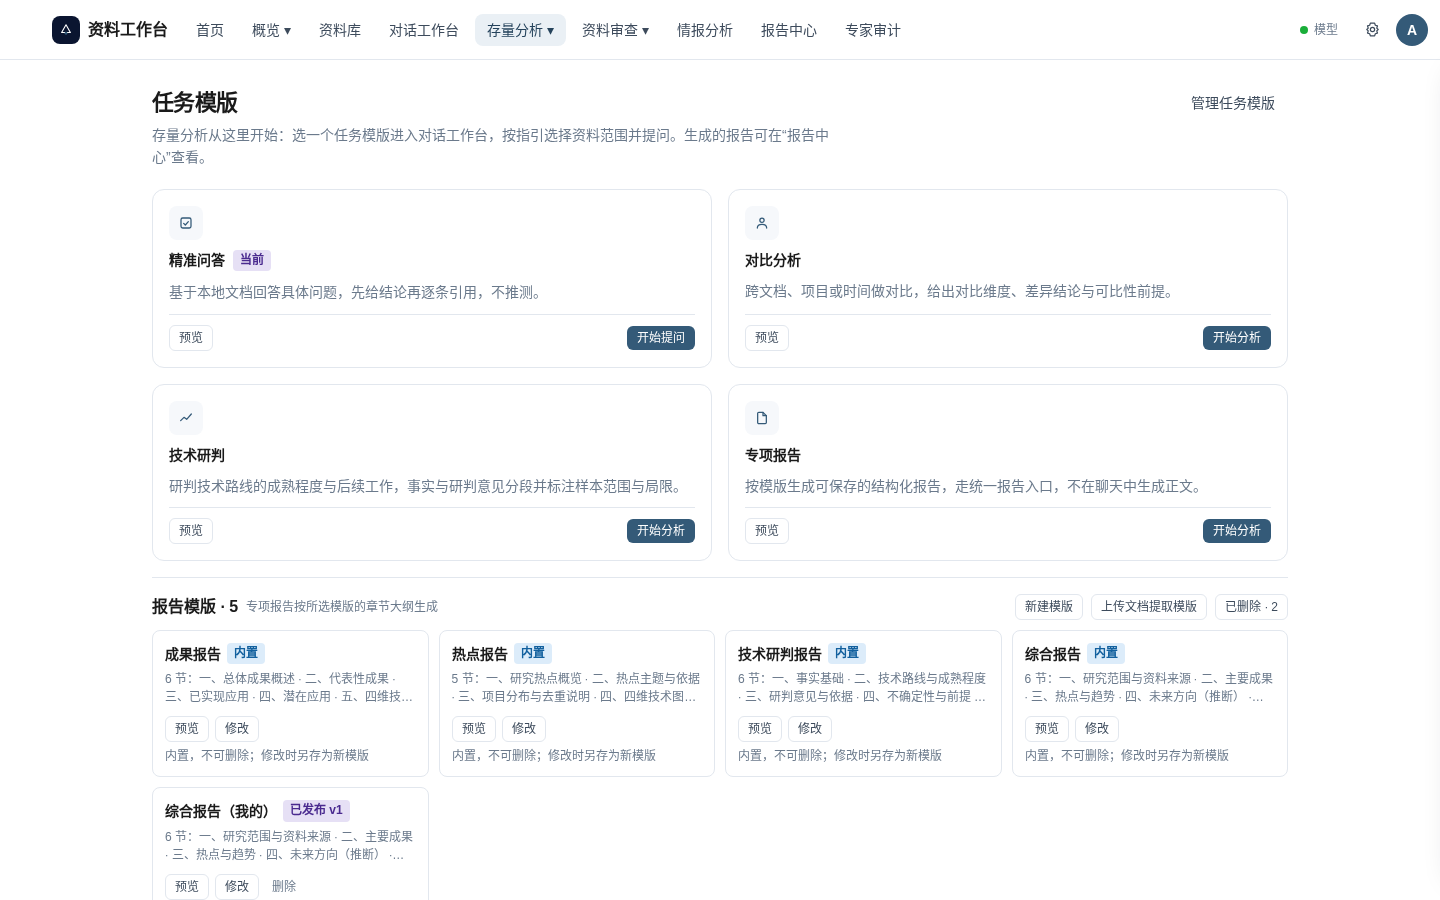 资料工作台 首页 概览 ▾ 资料库 对话工作台 存量分析 ▾ 资料审查 ▾ 情报分析 报告中心 专家审计 模型 A
任务模版 管理任务模版
存量分析从这里开始：选一个任务模版进入对话工作台，按指引选择资料范围并提问。生成的报告可在“报告中
心”查看。
精准问答 当前
基于本地文档回答具体问题，先给结论再逐条引用，不推测。
预览 开始提问
对比分析
跨文档、项目或时间做对比，给出对比维度、差异结论与可比性前提。
预览 开始分析
技术研判
研判技术路线的成熟程度与后续工作，事实与研判意见分段并标注样本范围与局限。
预览 开始分析
专项报告
按模版生成可保存的结构化报告，走统一报告入口，不在聊天中生成正文。
预览 开始分析
报告模版 · 5 专项报告按所选模版的章节大纲生成 新建模版 上传文档提取模版 已删除 · 2
成果报告 内置
6 节：一、总体成果概述 · 二、代表性成果 ·
三、已实现应用 · 四、潜在应用 · 五、四维技…
预览 修改
内置，不可删除；修改时另存为新模版
热点报告 内置
5 节：一、研究热点概览 · 二、热点主题与依据
· 三、项目分布与去重说明 · 四、四维技术图…
预览 修改
内置，不可删除；修改时另存为新模版
技术研判报告 内置
6 节：一、事实基础 · 二、技术路线与成熟程度
· 三、研判意见与依据 · 四、不确定性与前提 …
预览 修改
内置，不可删除；修改时另存为新模版
综合报告 内置
6 节：一、研究范围与资料来源 · 二、主要成果
· 三、热点与趋势 · 四、未来方向（推断） ·…
预览 修改
内置，不可删除；修改时另存为新模版
综合报告（我的） 已发布 v1
6 节：一、研究范围与资料来源 · 二、主要成果
· 三、热点与趋势 · 四、未来方向（推断） ·…
预览 修改 删除